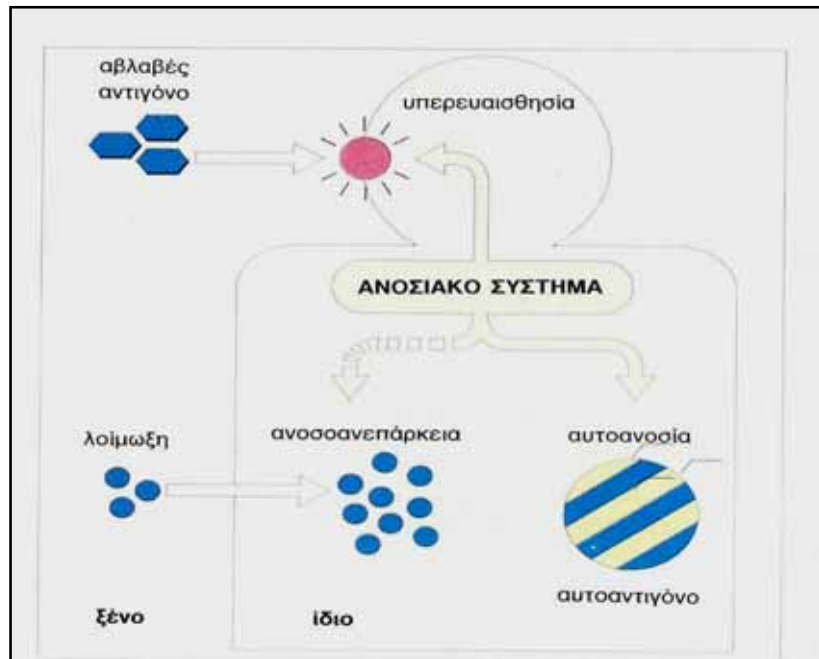 αβλαβές
αντιγόνο
υπερευαισθησία
ΑΝΟΣΙΑΚΟ ΣΥΣΤΗΜΑ
λοίμωξη
ανοσοανεπάρκεια
αυτοανοσία
αυτοαντιγόνο
ξένο
ίδιο